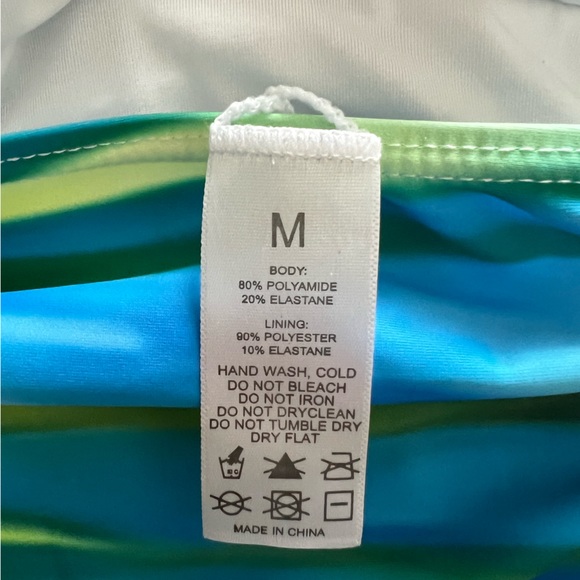 M
BODY:
80% POLYAMIDE
20% ELASTANE
LINING:
90% POLYESTER
10% ELASTANE
HAND WASH, COLD
DO NOT BLEACH
DO NOT IRON
DO NOT DRYCLEAN
DO NOT TUMBLE DRY
DRY FLAT
MADE IN CHINA